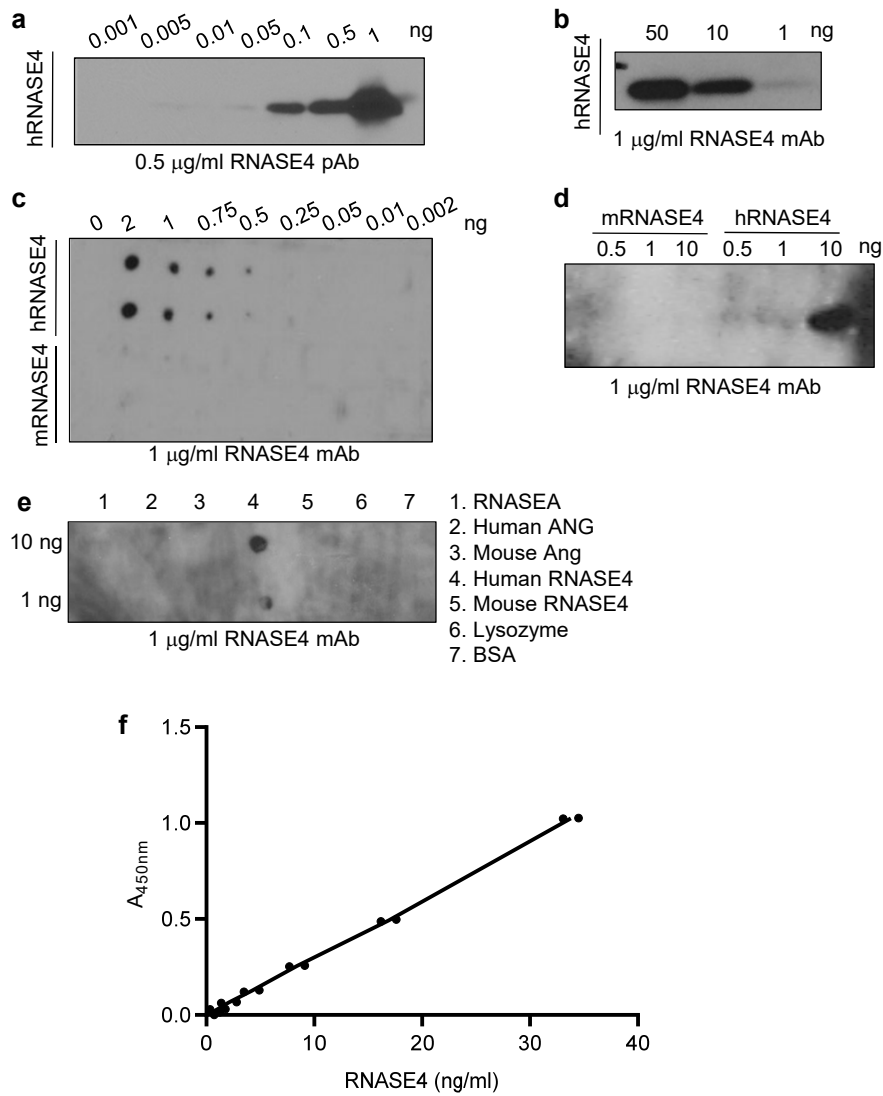 a
0.001 0.005 0.01 0.05 0.1 0.5 1 ng
hRNASE4
0.5 μg/ml RNASE4 pAb
b
50 10 1 ng
hRNASE4
1 μg/ml RNASE4 mAb
c
0 2 1 0.75 0.5 0.25 0.05 0.01 0.002 ng
hRNASE4
mRNASE4
1 μg/ml RNASE4 mAb
d
mRNASE4 hRNASE4
0.5 1 10 0.5 1 10 ng
1 μg/ml RNASE4 mAb
e
1 2 3 4 5 6 7
10 ng
1 ng
1 μg/ml RNASE4 mAb
1. RNASEA
2. Human ANG
3. Mouse Ang
4. Human RNASE4
5. Mouse RNASE4
6. Lysozyme
7. BSA
f
1.5
1.0
0.5
0.0
A450nm
0 10 20 30 40
RNASE4 (ng/ml)